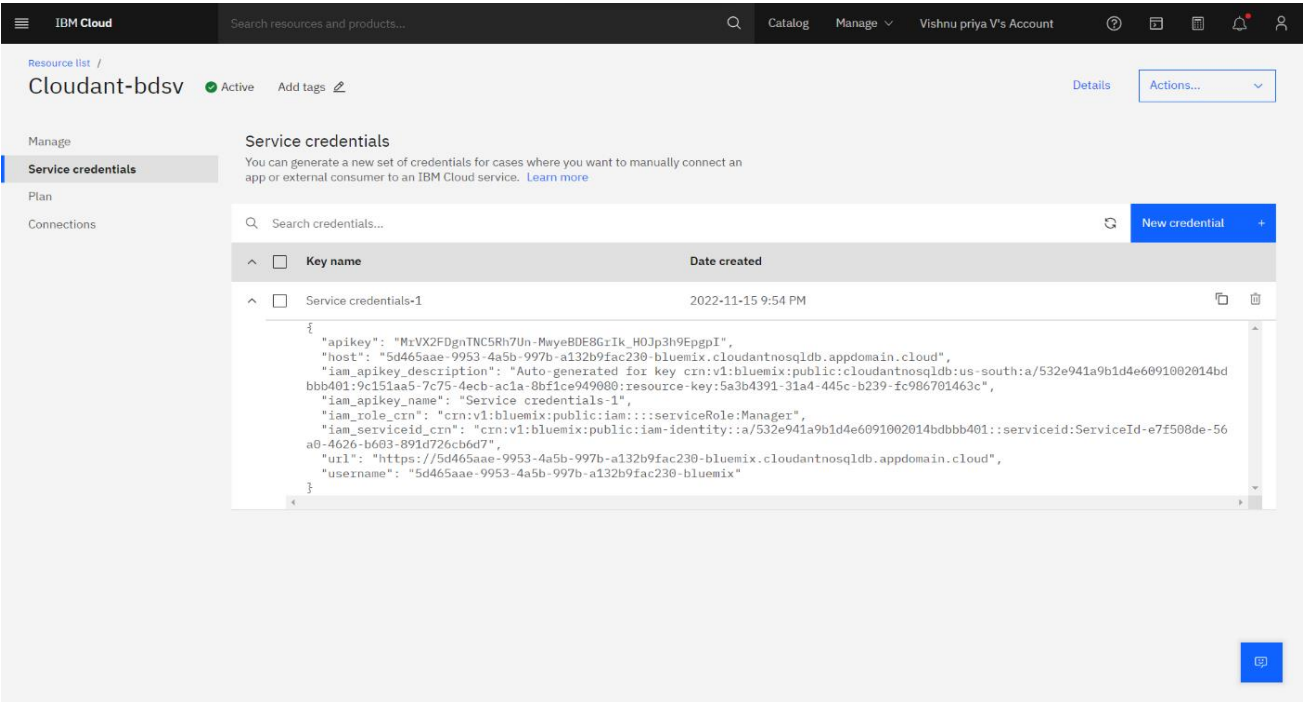 IBM Cloud
Search resources and products...
Catalog
Manage
Vishnu priya V's Account
Resource list /
Cloudant-bdsv
Active
Add tags
Details
Actions...
Manage
Service credentials
Plan
Connections
Service credentials
You can generate a new set of credentials for cases where you want to manually connect an
app or external consumer to an IBM Cloud service. Learn more
Search credentials...
New credential +
Key name
Date created
Service credentials-1
2022-11-15 9:54 PM
{
"apikey": "MrVX2FDgnTNC5Rh7Un-MwyeBDE8GrIk_HOJp3h9EpgpI",
"host": "5d465aae-9953-4a5b-997b-a132b9fac230-bluemix.cloudantnosqldb.appdomain.cloud",
"iam_apikey_description": "Auto-generated for key crn:v1:bluemix:public:cloudantnosqldb:us-south:a/532e941a9b1d4e6091002014bd
bbb401:9c151aa5-7c75-4ecb-ac1a-8bf1ce949080:resource-key:5a3b4391-31a4-445c-b239-fc986701463c",
"iam_apikey_name": "Service credentials-1",
"iam_role_crn": "crn:v1:bluemix:public:iam::::serviceRole:Manager",
"iam_serviceid_crn": "crn:v1:bluemix:public:iam-identity::a/532e941a9b1d4e6091002014bdbbb401::serviceid:ServiceId-e7f508de-56
a0-4626-b603-891d726cb6d7",
"url": "https://5d465aae-9953-4a5b-997b-a132b9fac230-bluemix.cloudantnosqldb.appdomain.cloud",
"username": "5d465aae-9953-4a5b-997b-a132b9fac230-bluemix"
}